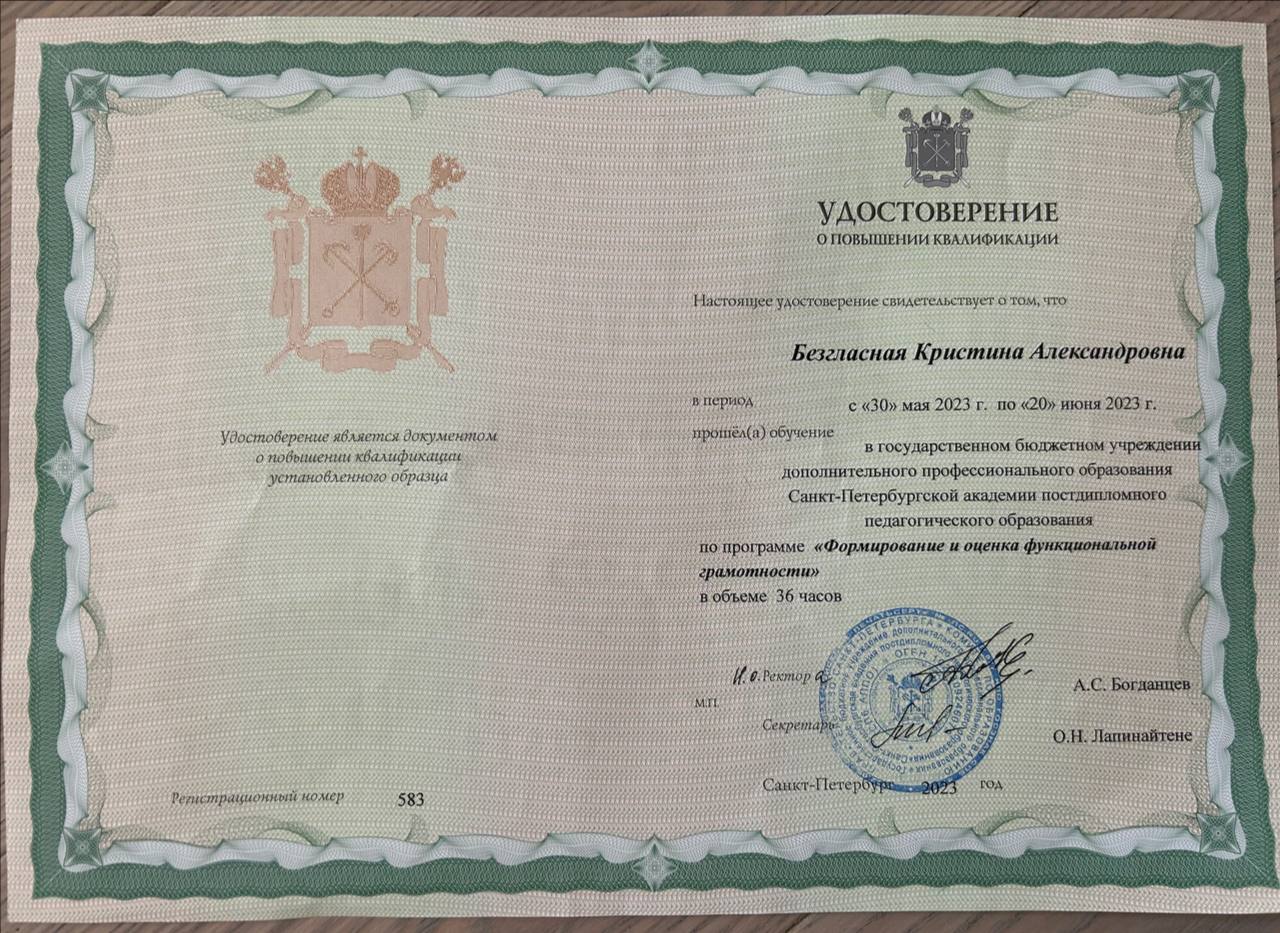 Удостоверение является документом
о повышении квалификации
установленного образца
Регистрационный номер 583
УДОСТОВЕРЕНИЕ
О ПОВЫШЕНИИ КВАЛИФИКАЦИИ
Настоящее удостоверение свидетельствует о том, что
Безгласная Кристина Александровна
в период с «30» мая 2023 г. по «20» июня 2023 г.
прошёл(а) обучение
в государственном бюджетном учреждении
дополнительного профессионального образования
Санкт-Петербургской академии постдипломного
педагогического образования
по программе «Формирование и оценка функциональной
грамотности»
в объеме 36 часов
И.о. Ректора
А.С. Богданцев
М.П.
Секретарь
О.Н. Лапинайтене
Санкт-Петербург 2023 год